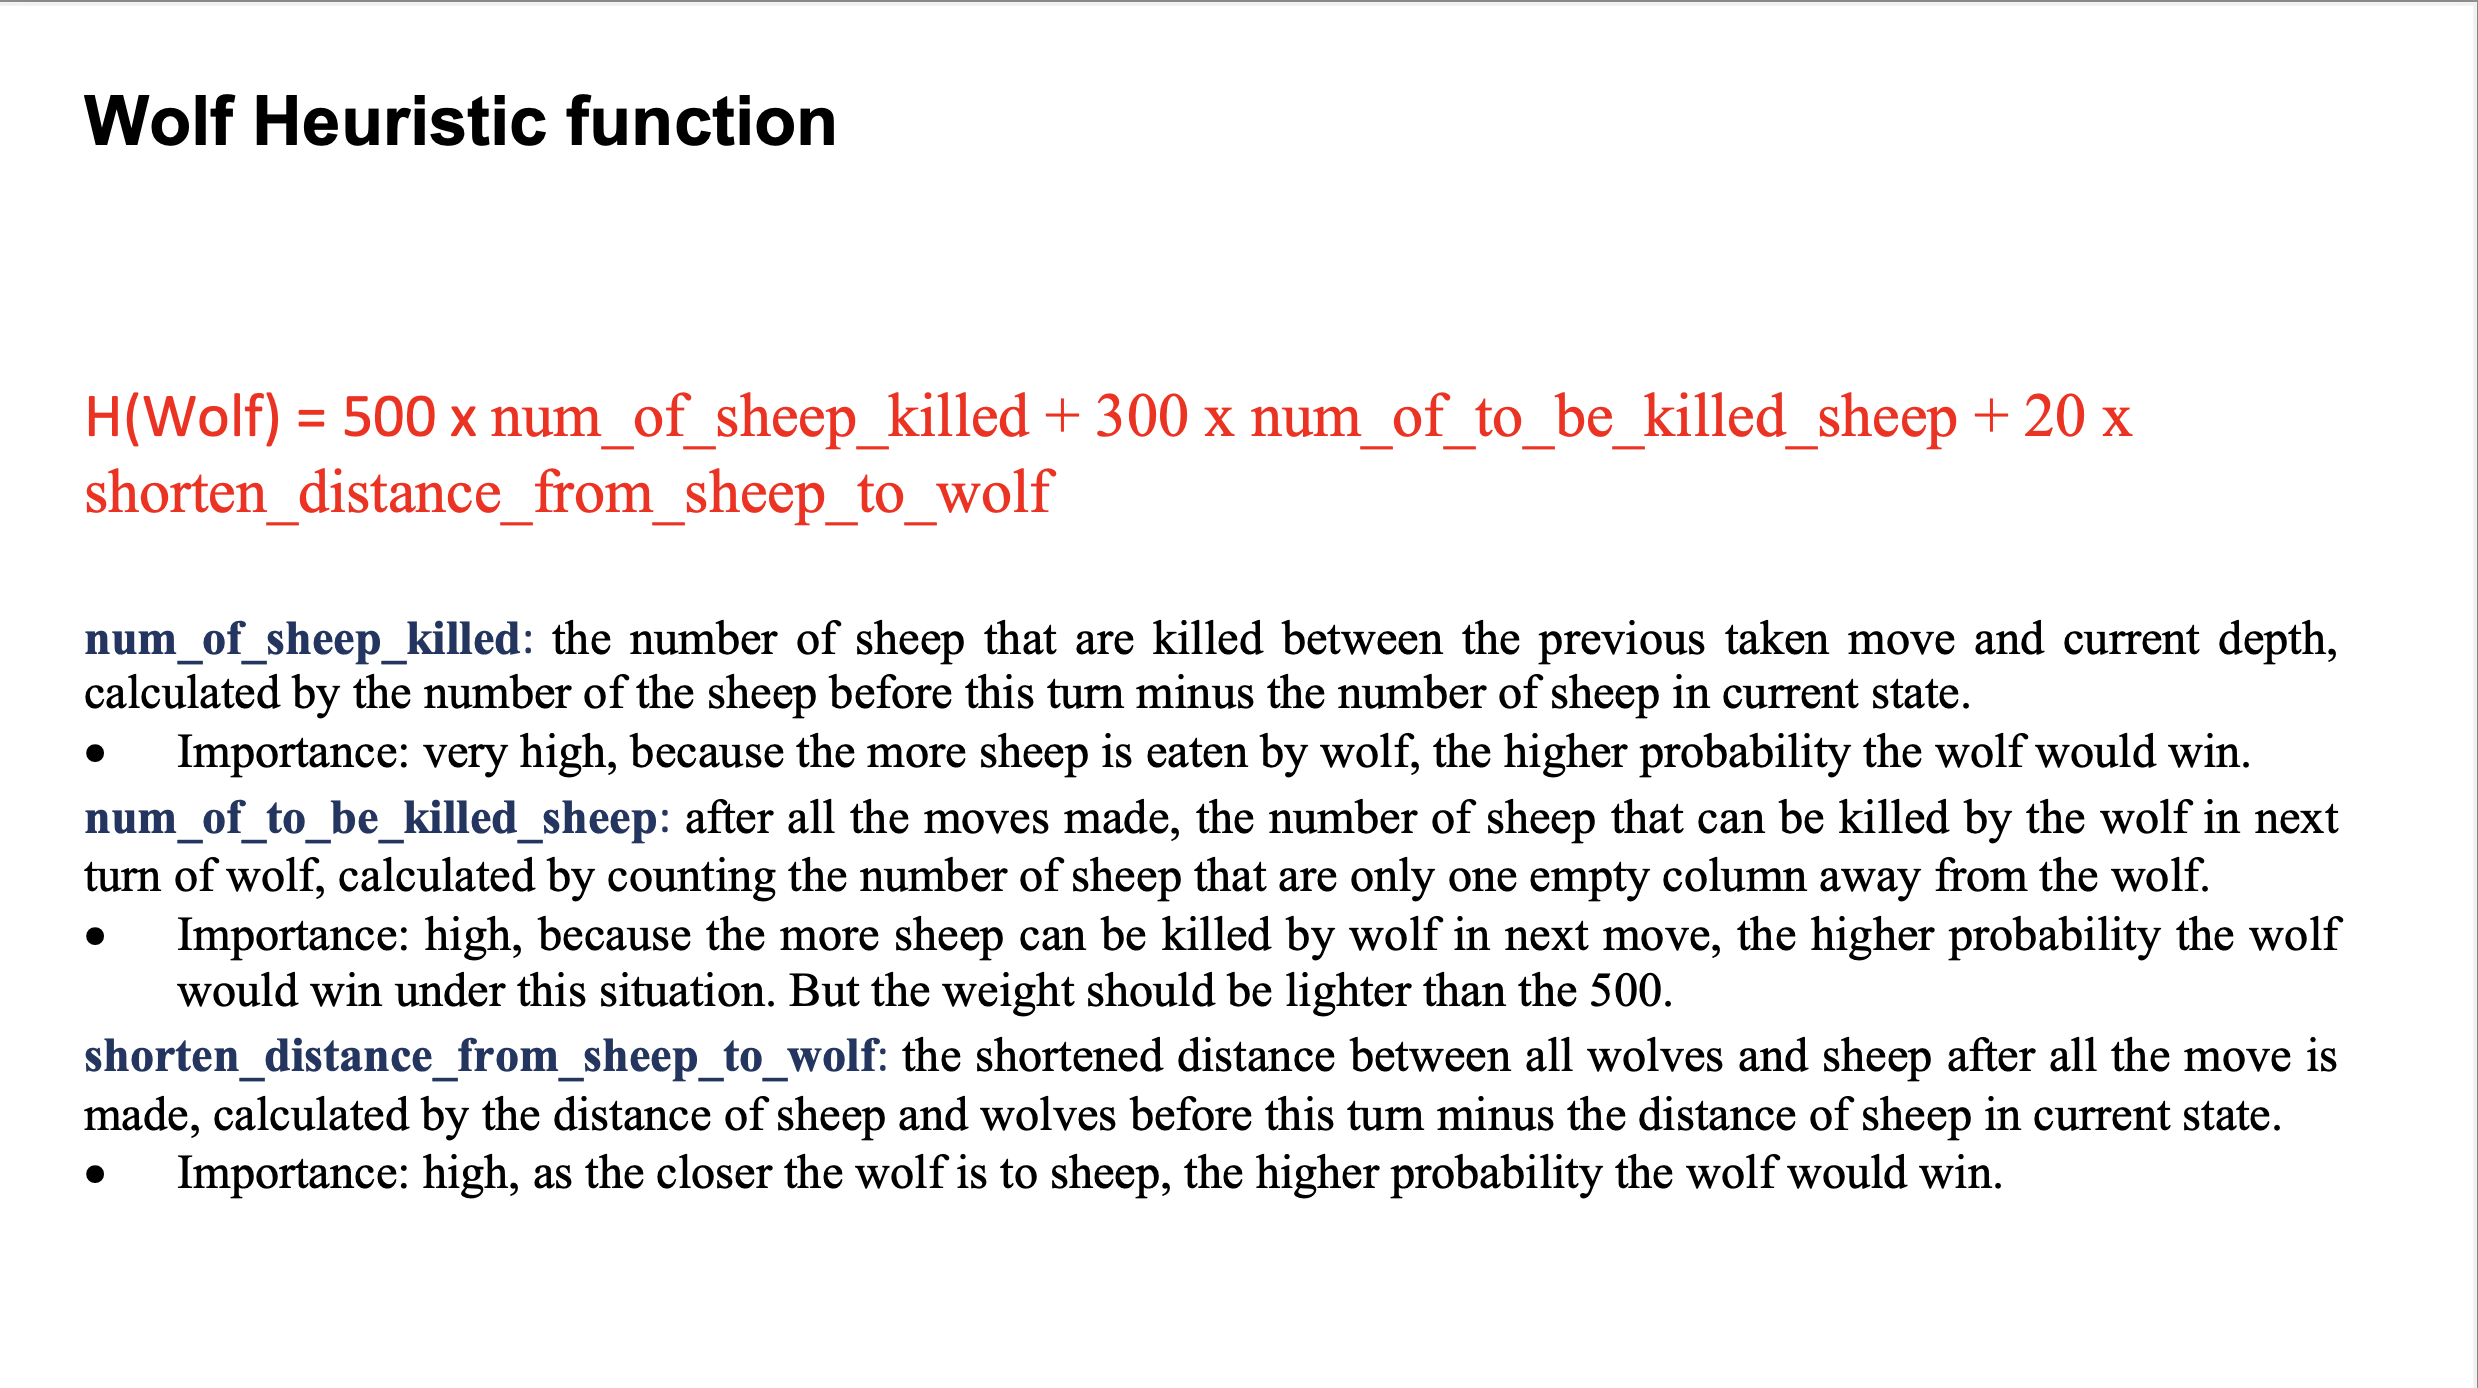 Wolf Heuristic function
H(Wolf) = 500 x num_of_sheep_killed + 300 x num_of_to_be_killed_sheep + 20 x
shorten_distance_from_sheep_to_wolf
num_of_sheep_killed: the number of sheep that are killed between the previous taken move and current depth,
calculated by the number of the sheep before this turn minus the number of sheep in current state.
• Importance: very high, because the more sheep is eaten by wolf, the higher probability the wolf would win.
num_of_to_be_killed_sheep: after all the moves made, the number of sheep that can be killed by the wolf in next
turn of wolf, calculated by counting the number of sheep that are only one empty column away from the wolf.
• Importance: high, because the more sheep can be killed by wolf in next move, the higher probability the wolf
would win under this situation. But the weight should be lighter than the 500.
shorten_distance_from_sheep_to_wolf: the shortened distance between all wolves and sheep after all the move is
made, calculated by the distance of sheep and wolves before this turn minus the distance of sheep in current state.
• Importance: high, as the closer the wolf is to sheep, the higher probability the wolf would win.